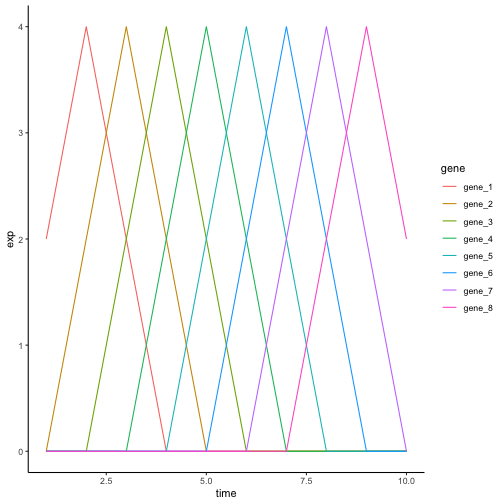 4
3
2
1
0
exp
2.5
5.0
7.5
10.0
time
gene
gene_1
gene_2
gene_3
gene_4
gene_5
gene_6
gene_7
gene_8